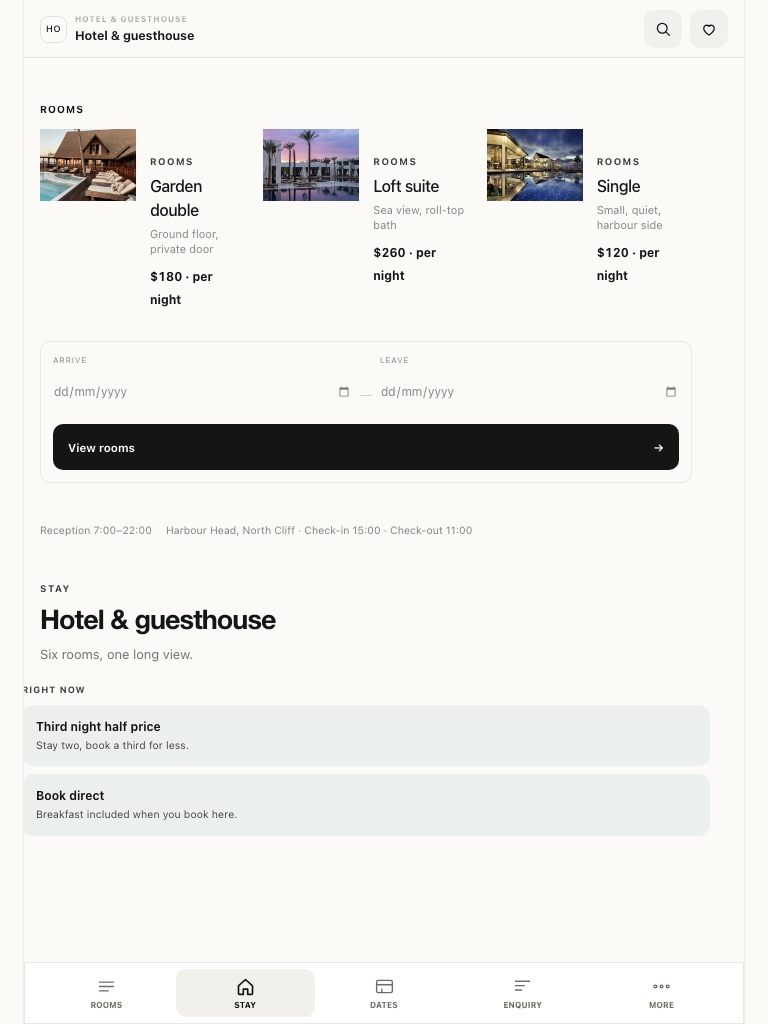 HO
HOTEL & GUESTHOUSE
Hotel & guesthouse
ROOMS
ROOMS
Garden
double
Ground floor,
private door
$180 · per
night
ROOMS
Loft suite
Sea view, roll-top
bath
$260 · per
night
ROOMS
Single
Small, quiet,
harbour side
$120 · per
night
ARRIVE
LEAVE
dd/mm/yyyy
—
dd/mm/yyyy
View rooms →
Reception 7:00–22:00 Harbour Head, North Cliff · Check-in 15:00 · Check-out 11:00
STAY
Hotel & guesthouse
Six rooms, one long view.
RIGHT NOW
Third night half price
Stay two, book a third for less.
Book direct
Breakfast included when you book here.
ROOMS
STAY
DATES
ENQUIRY
MORE